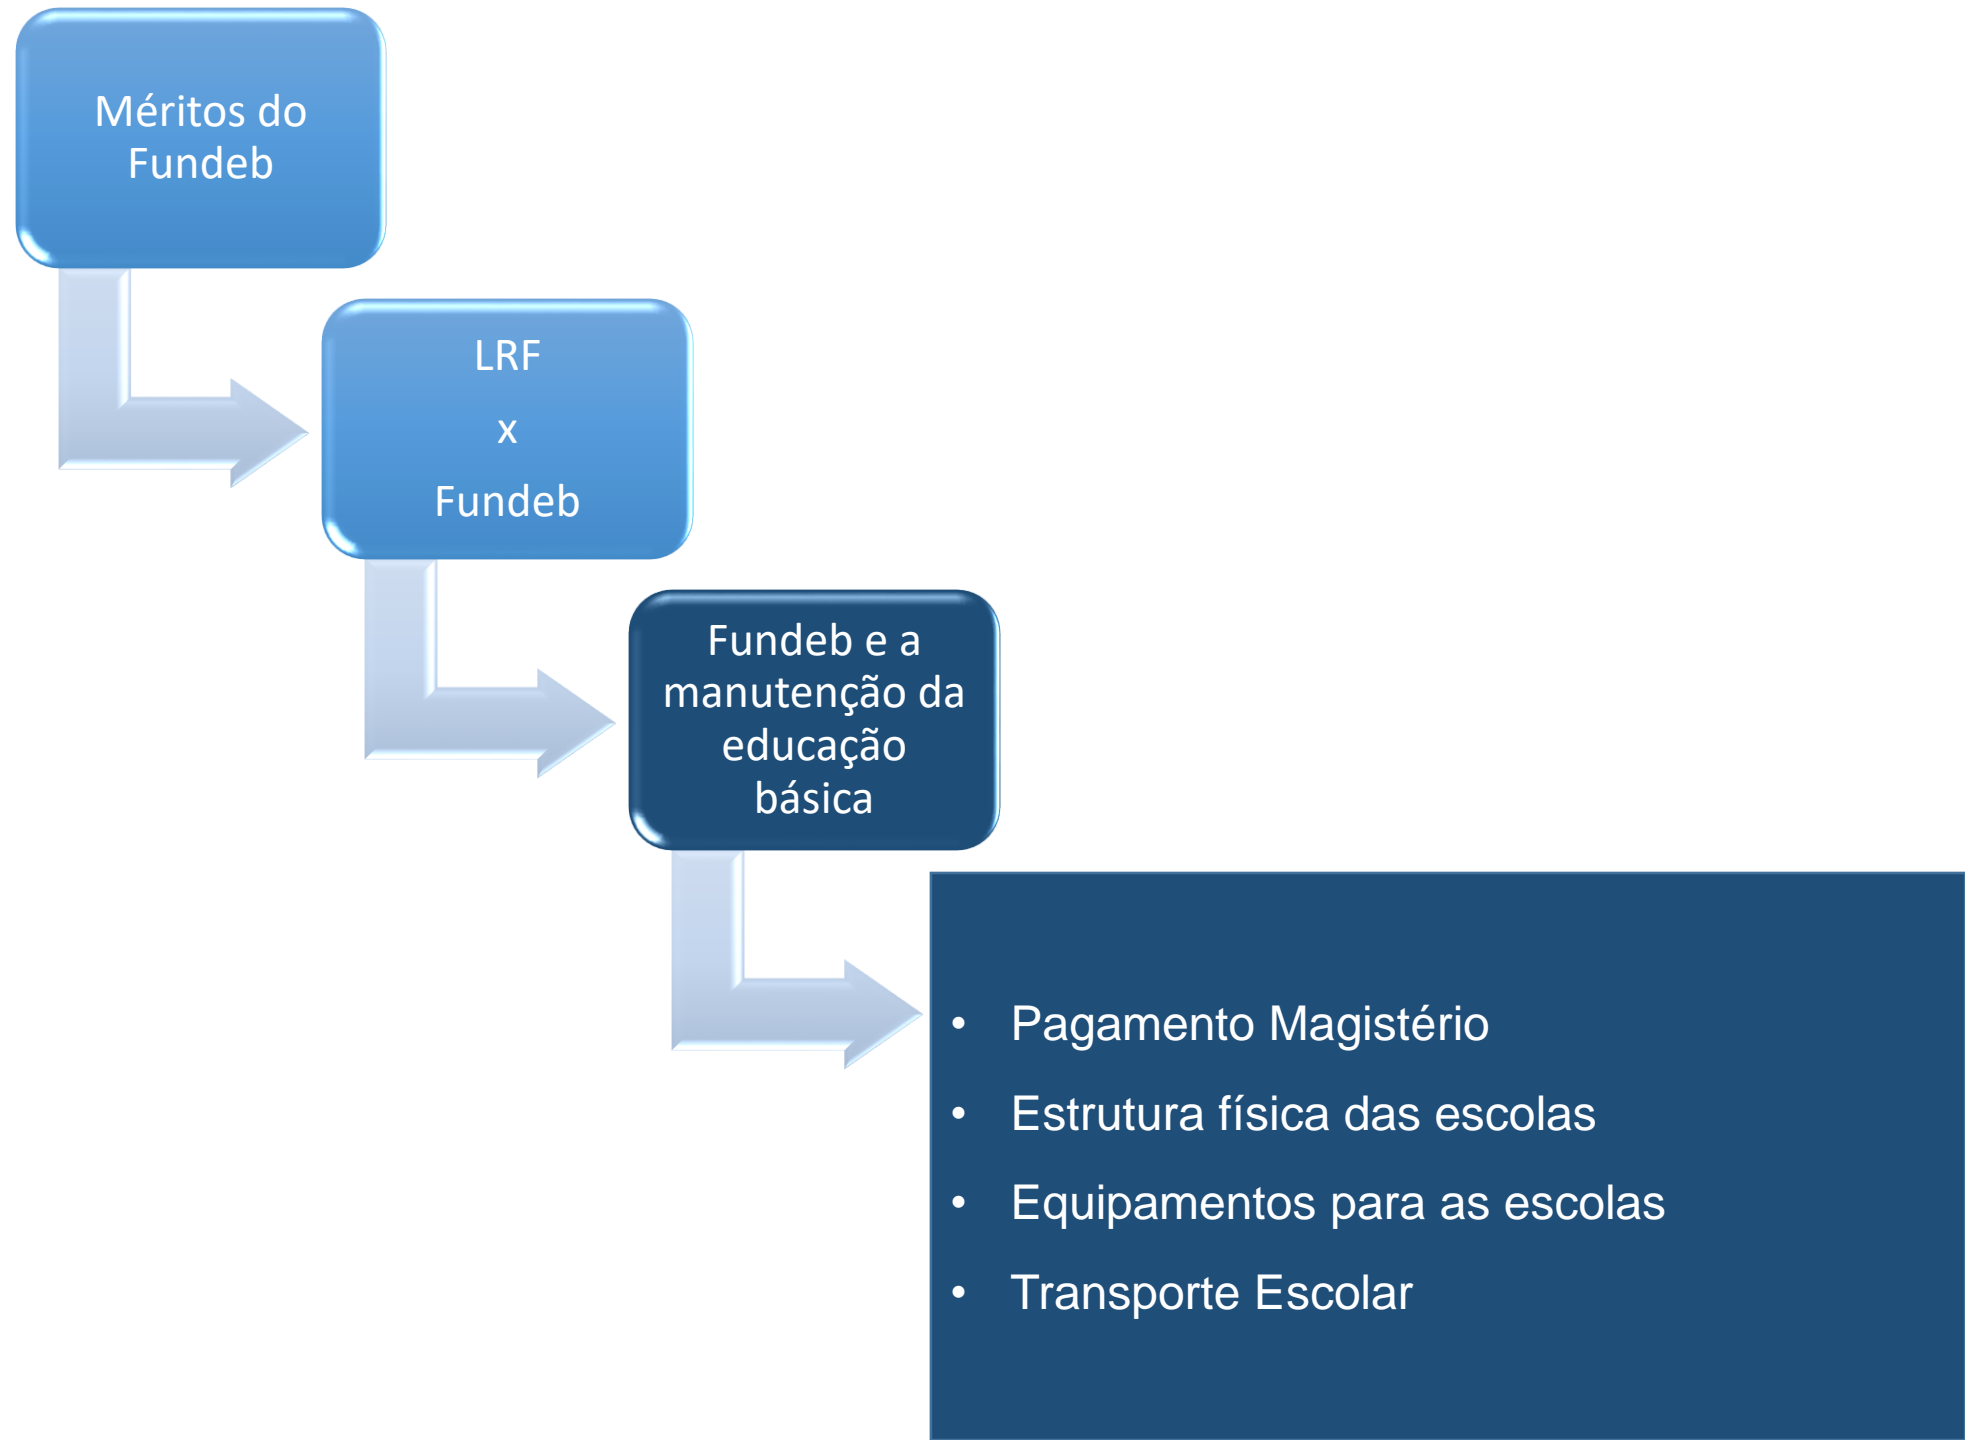 Méritos do
Fundeb
LRF
x
Fundeb
Fundeb e a
manutenção da
educação
básica
• Pagamento Magistério
• Estrutura física das escolas
• Equipamentos para as escolas
• Transporte Escolar